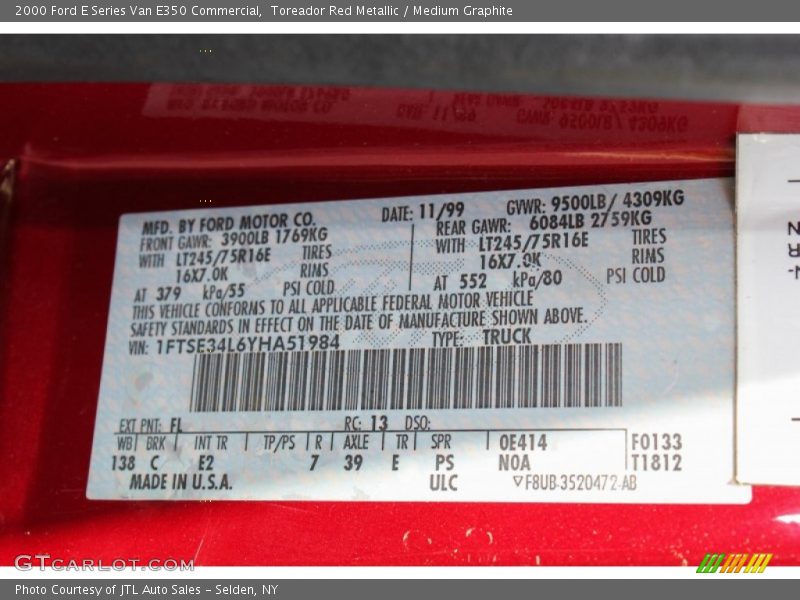 2000 Ford E Series Van E350 Commercial, Toreador Red Metallic / Medium Graphite
MFD. BY FORD MOTOR CO. DATE: 11/99 GVWR: 9500LB/ 4309KG
FRONT GAWR: 3900LB 1769KG REAR GAWR: 6084LB 2759KG
WITH LT245/75R16E TIRES WITH LT245/75R16E TIRES
16X7.0K RIMS 16X7.0K RIMS
AT 379 kPa/55 PSI COLD AT 552 kPa/80 PSI COLD
THIS VEHICLE CONFORMS TO ALL APPLICABLE FEDERAL MOTOR VEHICLE
SAFETY STANDARDS IN EFFECT ON THE DATE OF MANUFACTURE SHOWN ABOVE.
VIN: 1FTSE34L6YHA51984 TYPE: TRUCK
EXT PNT: FL RC: 13 DSO:
WB BRK INT TR TP/PS R AXLE TR SPR 0E414 F0133
138 C E2 7 39 E PS N0A T1812
MADE IN U.S.A. ULC ▽F8UB-3520472-AB
GTcarlot.com
Photo Courtesy of JTL Auto Sales - Selden, NY